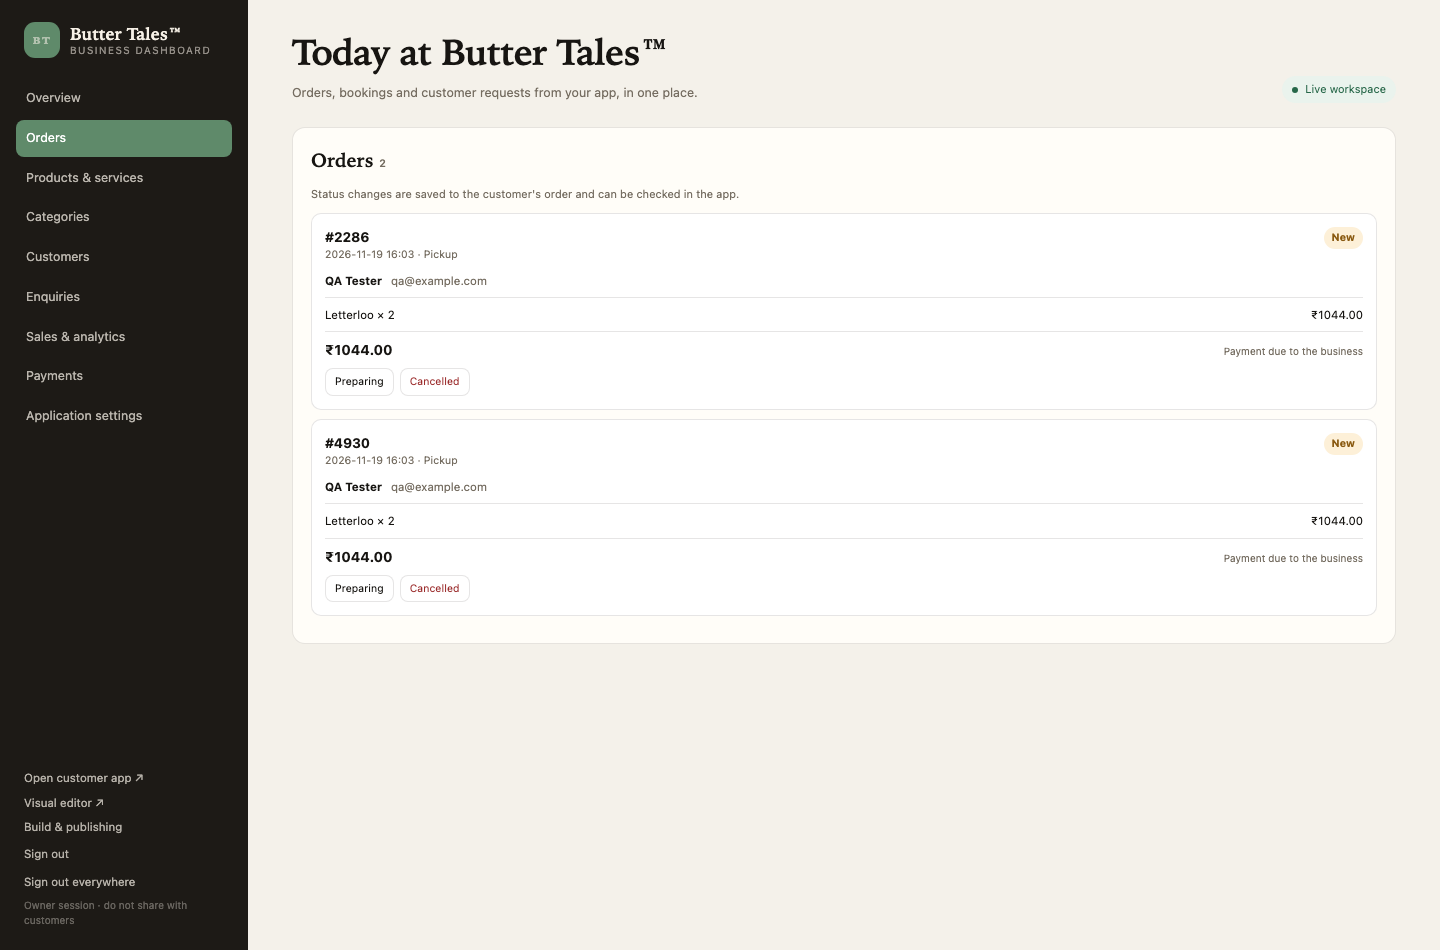 BT
Butter Tales™
BUSINESS DASHBOARD
Overview
Orders
Products & services
Categories
Customers
Enquiries
Sales & analytics
Payments
Application settings
Open customer app ↗
Visual editor ↗
Build & publishing
Sign out
Sign out everywhere
Owner session · do not share with
customers
Today at Butter Tales™
Orders, bookings and customer requests from your app, in one place.
Live workspace
Orders 2
Status changes are saved to the customer's order and can be checked in the app.
#2286 New
2026-11-19 16:03 · Pickup
QA Tester qa@example.com
Letterloo × 2 ₹1044.00
₹1044.00 Payment due to the business
Preparing Cancelled
#4930 New
2026-11-19 16:03 · Pickup
QA Tester qa@example.com
Letterloo × 2 ₹1044.00
₹1044.00 Payment due to the business
Preparing Cancelled